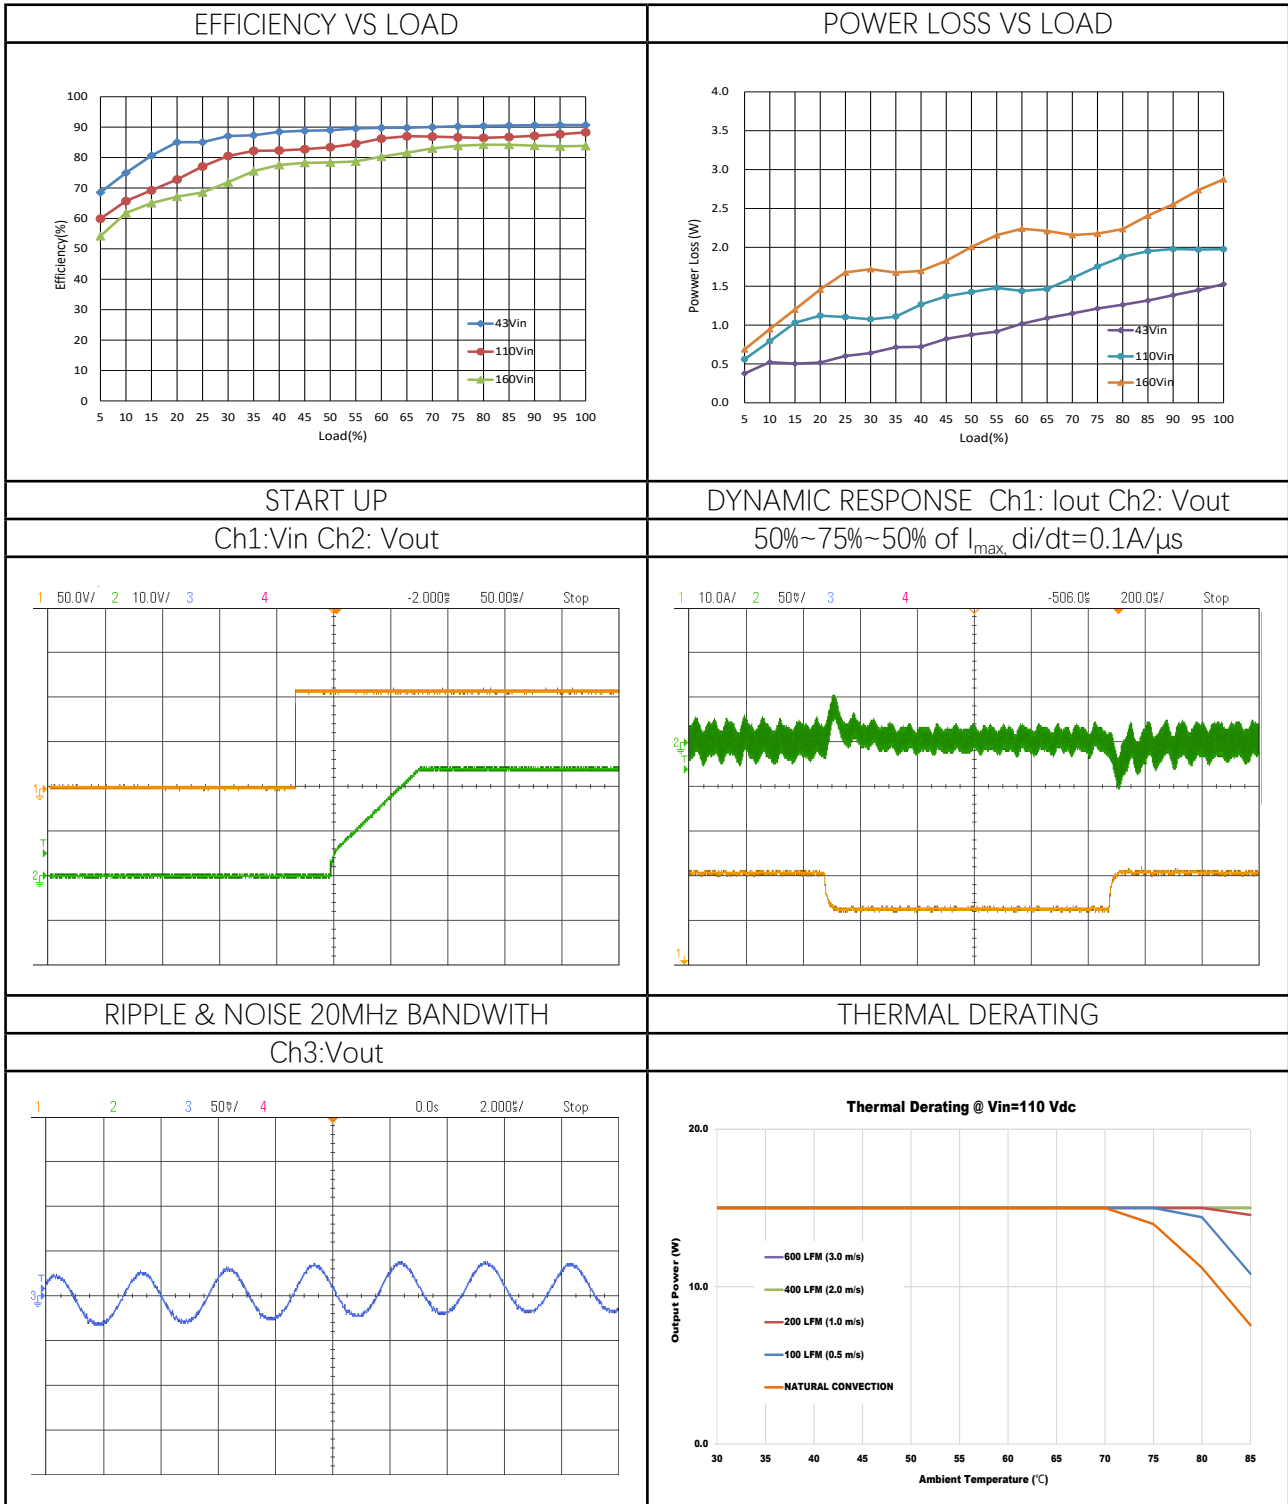 EFFICIENCY VS LOAD
POWER LOSS VS LOAD
100
90
80
70
60
50
40
30
20
10
0
Efficiency(%)
43Vin
110Vin
160Vin
5 10 15 20 25 30 35 40 45 50 55 60 65 70 75 80 85 90 95 100
Load(%)
4.0
3.5
3.0
2.5
2.0
1.5
1.0
0.5
0.0
Powwer Loss (W)
43Vin
110Vin
160Vin
5 10 15 20 25 30 35 40 45 50 55 60 65 70 75 80 85 90 95 100
Load(%)
START UP
DYNAMIC RESPONSE Ch1: Iout Ch2: Vout
Ch1:Vin Ch2: Vout
50%~75%~50% of Imax, di/dt=0.1A/μs
1 50.0V/ 2 10.0V/ 3 4 -2.000s 50.00s/ Stop
1
T
2
1 10.0A/ 2 50V/ 3 4 -506.0s 200.0s/ Stop
2
T
1
RIPPLE & NOISE 20MHz BANDWITH
THERMAL DERATING
Ch3:Vout
1 2 3 50V/ 4 0.0s 2.000s/ Stop
T
3
Thermal Derating @ Vin=110 Vdc
20.0
10.0
0.0
Output Power (W)
600 LFM (3.0 m/s)
400 LFM (2.0 m/s)
200 LFM (1.0 m/s)
100 LFM (0.5 m/s)
NATURAL CONVECTION
30 35 40 45 50 55 60 65 70 75 80 85
Ambient Temperature (℃)